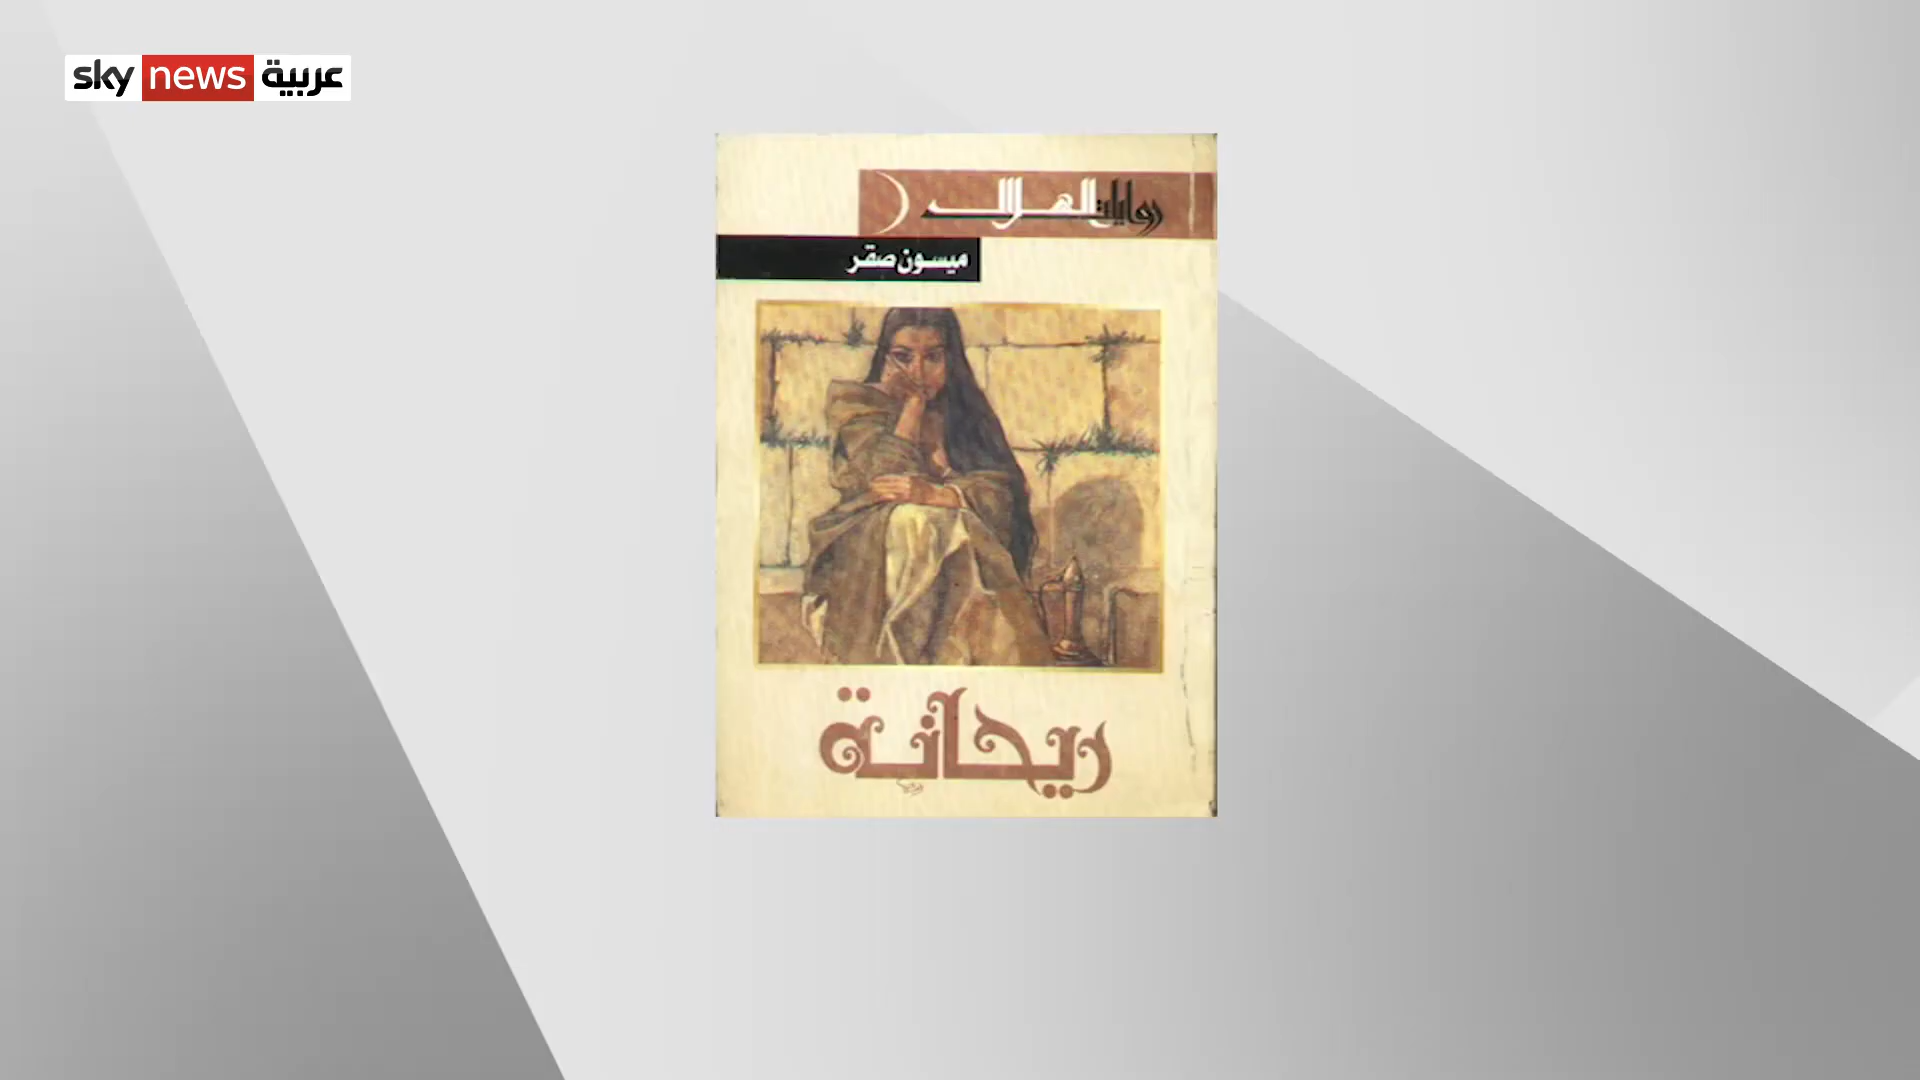 sky news عربية
روايات الهلال
ميسون صقر
ريحانة